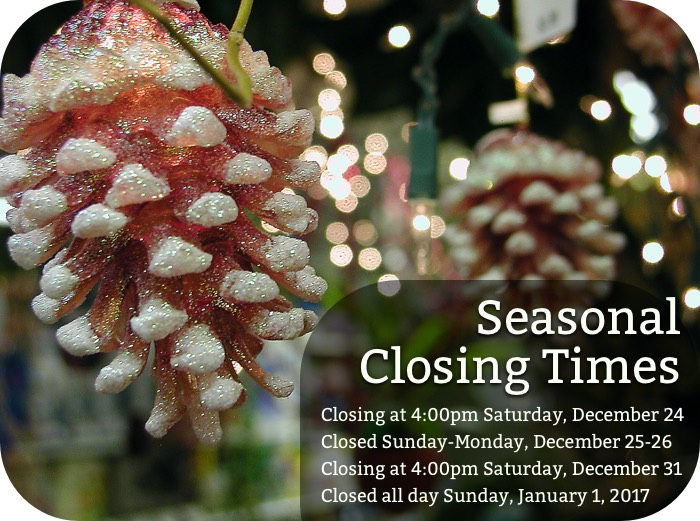 Seasonal
Closing Times
Closing at 4:00pm Saturday, December 24
Closed Sunday-Monday, December 25-26
Closing at 4:00pm Saturday, December 31
Closed all day Sunday, January 1, 2017